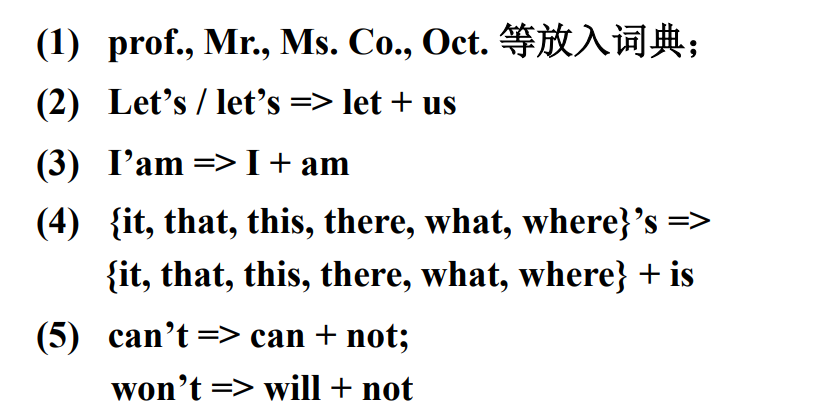 (1) prof., Mr., Ms. Co., Oct. 等放入词典；
(2) Let’s / let’s => let + us
(3) I’am => I + am
(4) {it, that, this, there, what, where}’s =>
{it, that, this, there, what, where} + is
(5) can’t => can + not;
won’t => will + not